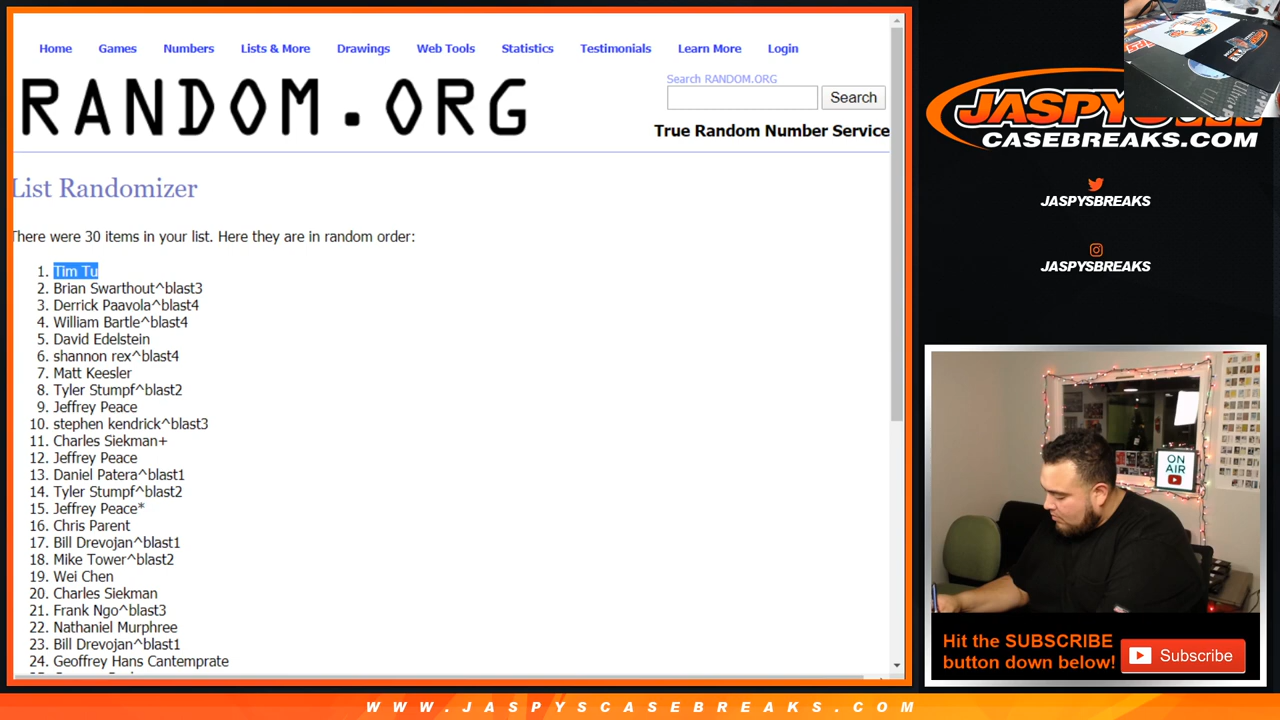 Home Games Numbers Lists & More Drawings Web Tools Statistics Testimonials Learn More Login
RANDOM.ORG
Search RANDOM.ORG
Search
True Random Number Service
List Randomizer
There were 30 items in your list. Here they are in random order:
1. Tim Tu
2. Brian Swarthout^blast3
3. Derrick Paavola^blast4
4. William Bartle^blast4
5. David Edelstein
6. shannon rex^blast4
7. Matt Keesler
8. Tyler Stumpf^blast2
9. Jeffrey Peace
10. stephen kendrick^blast3
11. Charles Siekman+
12. Jeffrey Peace
13. Daniel Patera^blast1
14. Tyler Stumpf^blast2
15. Jeffrey Peace*
16. Chris Parent
17. Bill Drevojan^blast1
18. Mike Tower^blast2
19. Wei Chen
20. Charles Siekman
21. Frank Ngo^blast3
22. Nathaniel Murphree
23. Bill Drevojan^blast1
24. Geoffrey Hans Cantemprate
CASEBREAKS.COM
JASPYSBREAKS
JASPYSBREAKS
ON
AIR
Hit the SUBSCRIBE
button down below!
Subscribe
WWW.JASPYSCASEBREAKS.COM